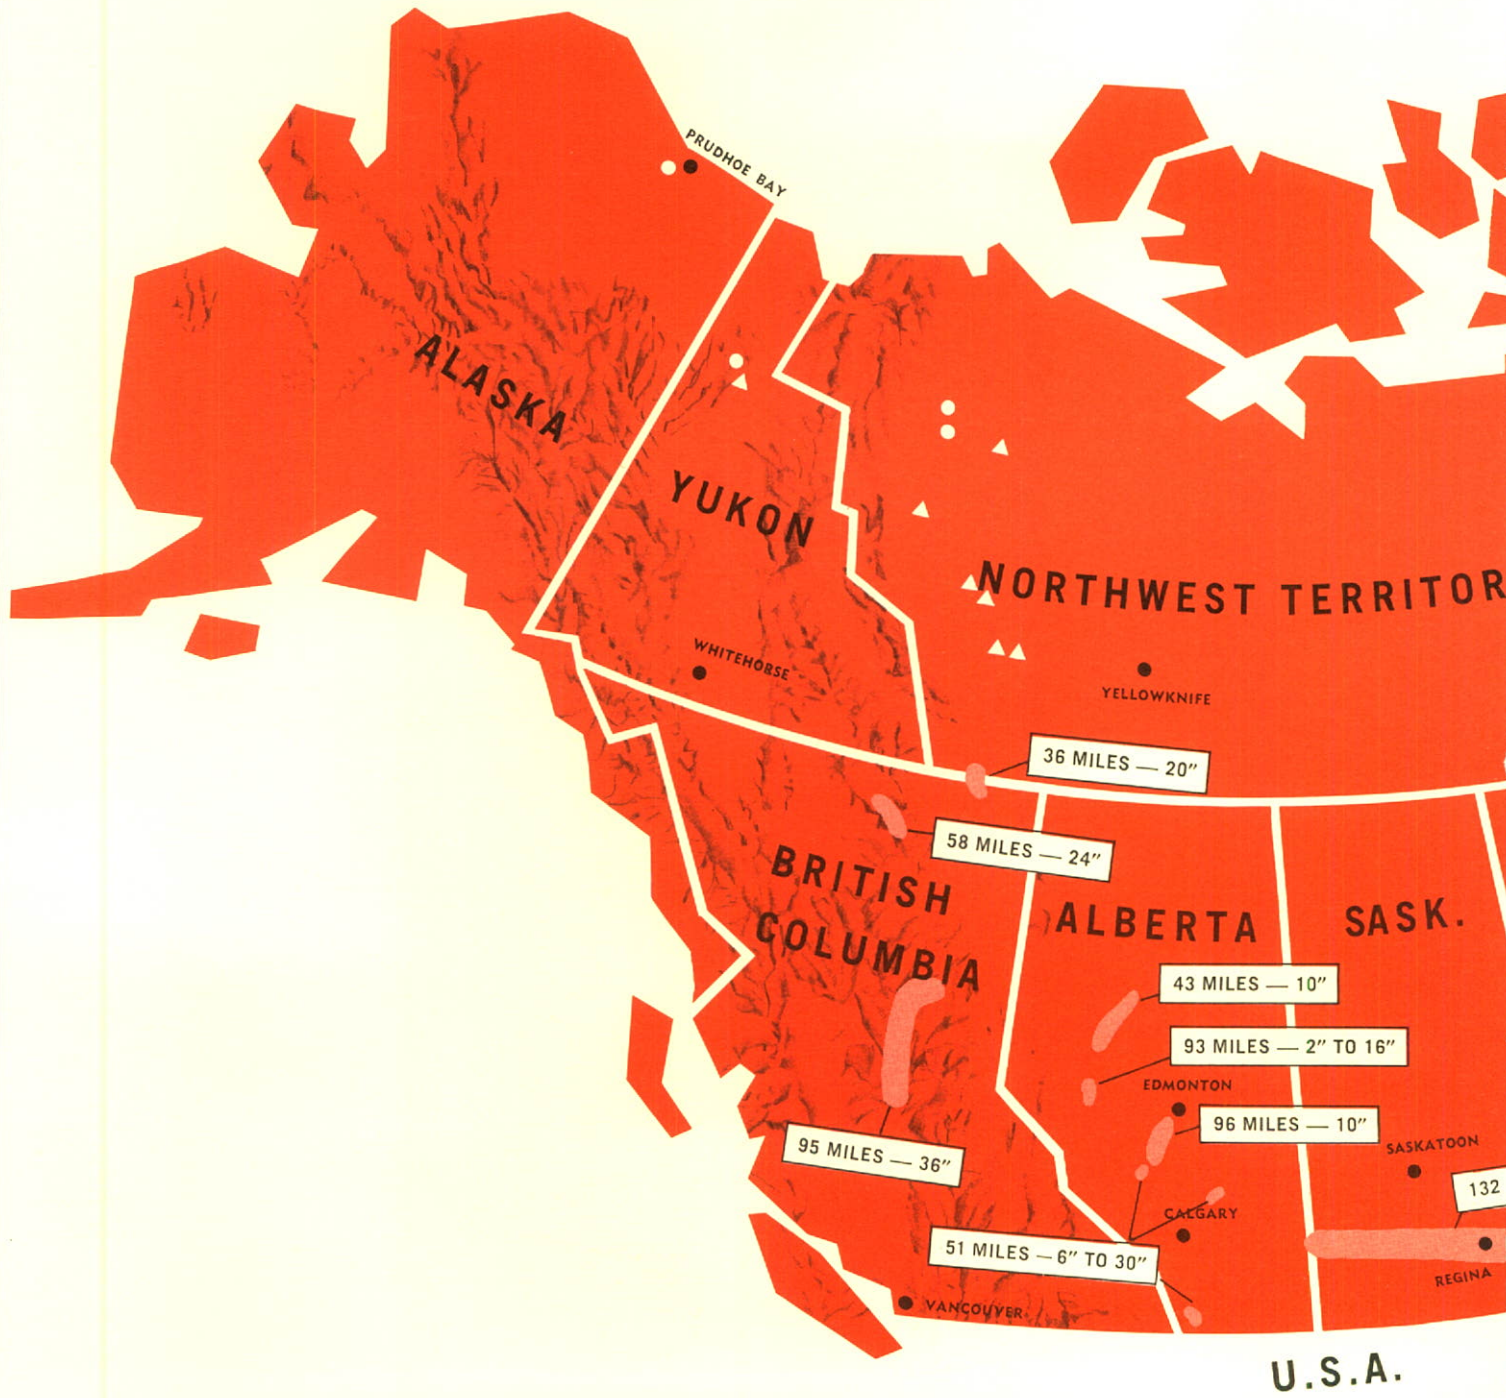 PRUDHOE BAY
ALASKA
YUKON
NORTHWEST TERRITOR
WHITEHORSE
YELLOWKNIFE
36 MILES — 20"
58 MILES — 24"
BRITISH
COLUMBIA
ALBERTA
SASK.
43 MILES — 10"
93 MILES — 2" TO 16"
EDMONTON
96 MILES — 10"
95 MILES — 36"
SASKATOON
132
CALGARY
51 MILES — 6" TO 30"
REGINA
VANCOUVER
U.S.A.